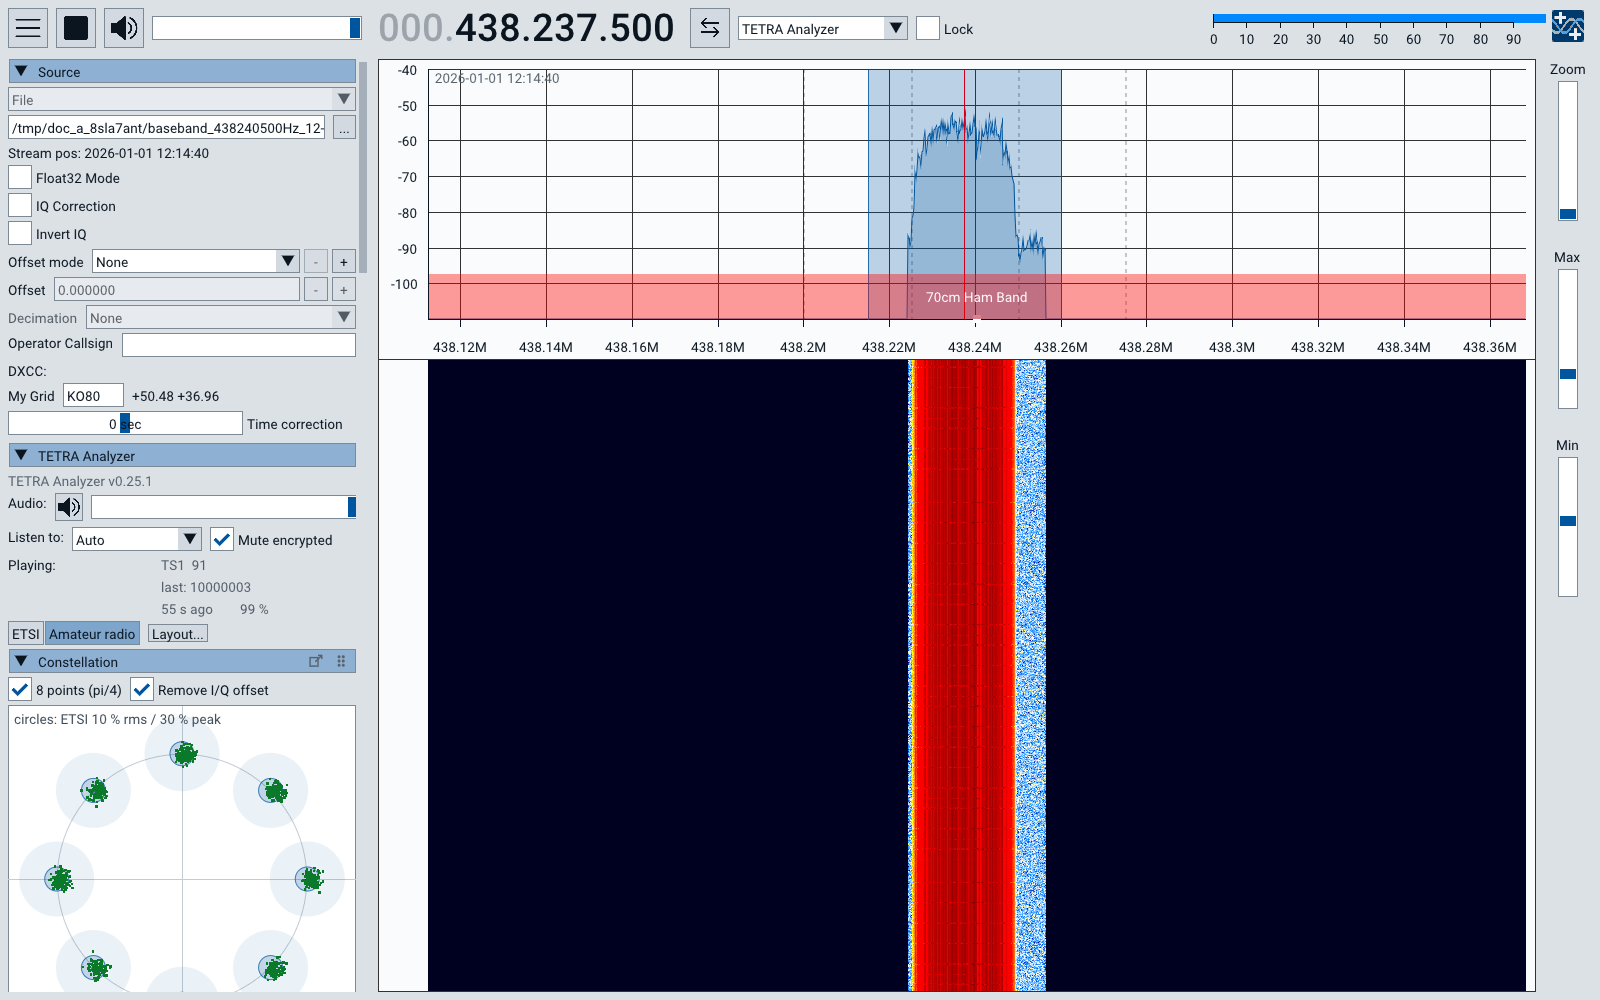 000.438.237.500
TETRA Analyzer
Lock
0 10 20 30 40 50 60 70 80 90
Source
File
/tmp/doc_a_8sla7ant/baseband_438240500Hz_12-
...
Stream pos: 2026-01-01 12:14:40
Float32 Mode
IQ Correction
Invert IQ
Offset mode None - +
Offset 0.000000 - +
Decimation None
Operator Callsign
DXCC:
My Grid KO80 +50.48 +36.96
0 sec Time correction
TETRA Analyzer
TETRA Analyzer v0.25.1
Audio:
Listen to: Auto Mute encrypted
Playing: TS1 91
last: 10000003
55 s ago 99 %
ETSI Amateur radio Layout...
Constellation
8 points (pi/4) Remove I/Q offset
circles: ETSI 10 % rms / 30 % peak
2026-01-01 12:14:40
-40
-50
-60
-70
-80
-90
-100
70cm Ham Band
438.12M 438.14M 438.16M 438.18M 438.2M 438.22M 438.24M 438.26M 438.28M 438.3M 438.32M 438.34M 438.36M
Zoom
Max
Min